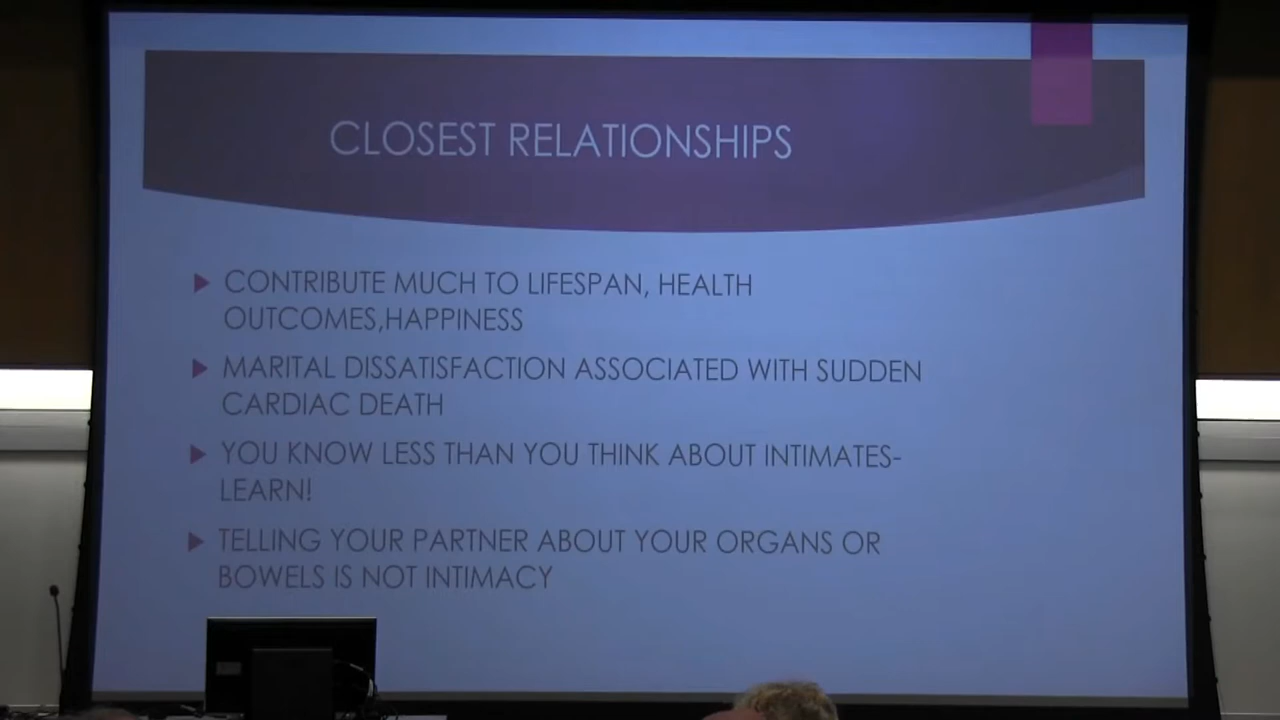 CLOSEST RELATIONSHIPS
CONTRIBUTE MUCH TO LIFESPAN, HEALTH
OUTCOMES,HAPPINESS
MARITAL DISSATISFACTION ASSOCIATED WITH SUDDEN
CARDIAC DEATH
YOU KNOW LESS THAN YOU THINK ABOUT INTIMATES-
LEARN!
TELLING YOUR PARTNER ABOUT YOUR ORGANS OR
BOWELS IS NOT INTIMACY